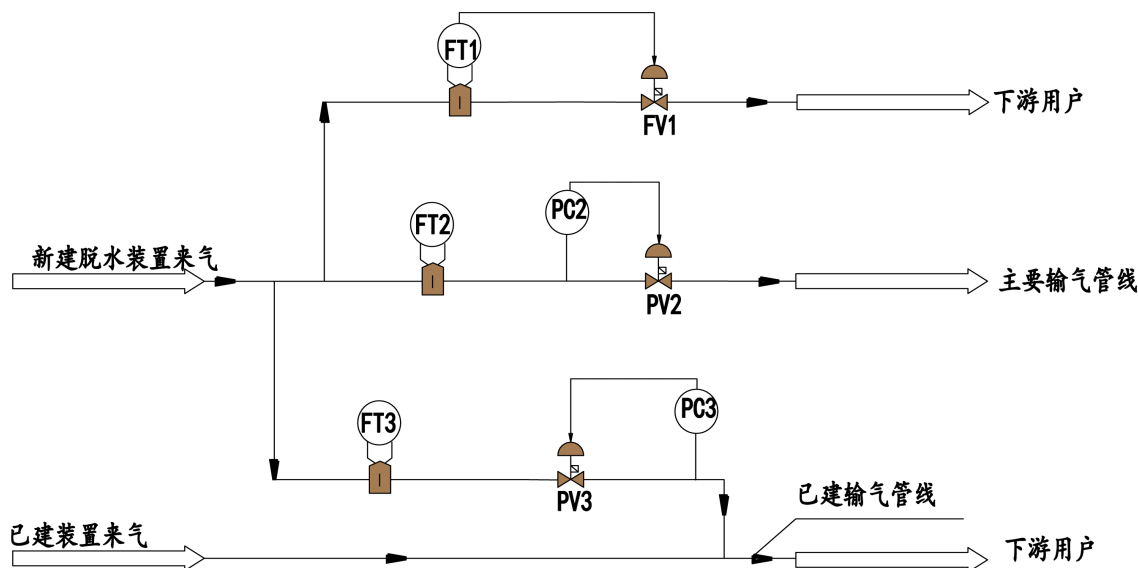 FT1
FV1
下游用户
FT2
PC2
新建脱水装置来气
PV2
主要输气管线
FT3
PC3
PV3
已建输气管线
已建装置来气
下游用户